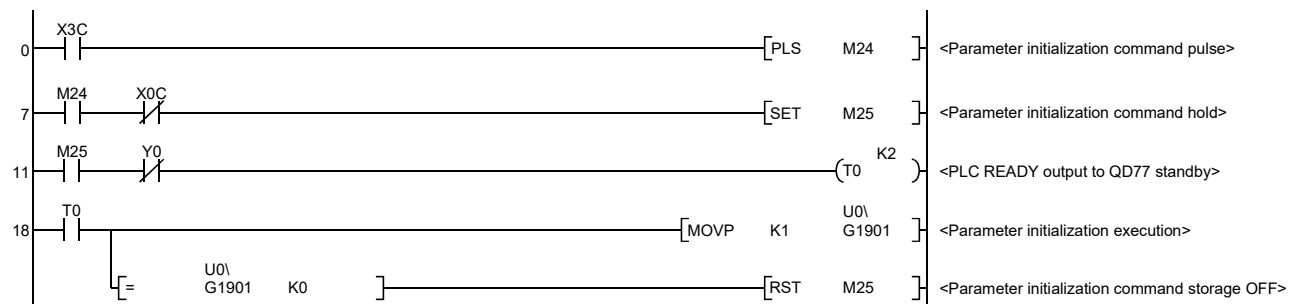 X3C
0 PLS M24 <Parameter initialization command pulse>
M24 X0C
7 SET M25 <Parameter initialization command hold>
M25 Y0 K2
11 T0 <PLC READY output to QD77 standby>
T0 U0\
18 MOVP K1 G1901 <Parameter initialization execution>
U0\
= G1901 K0 RST M25 <Parameter initialization command storage OFF>